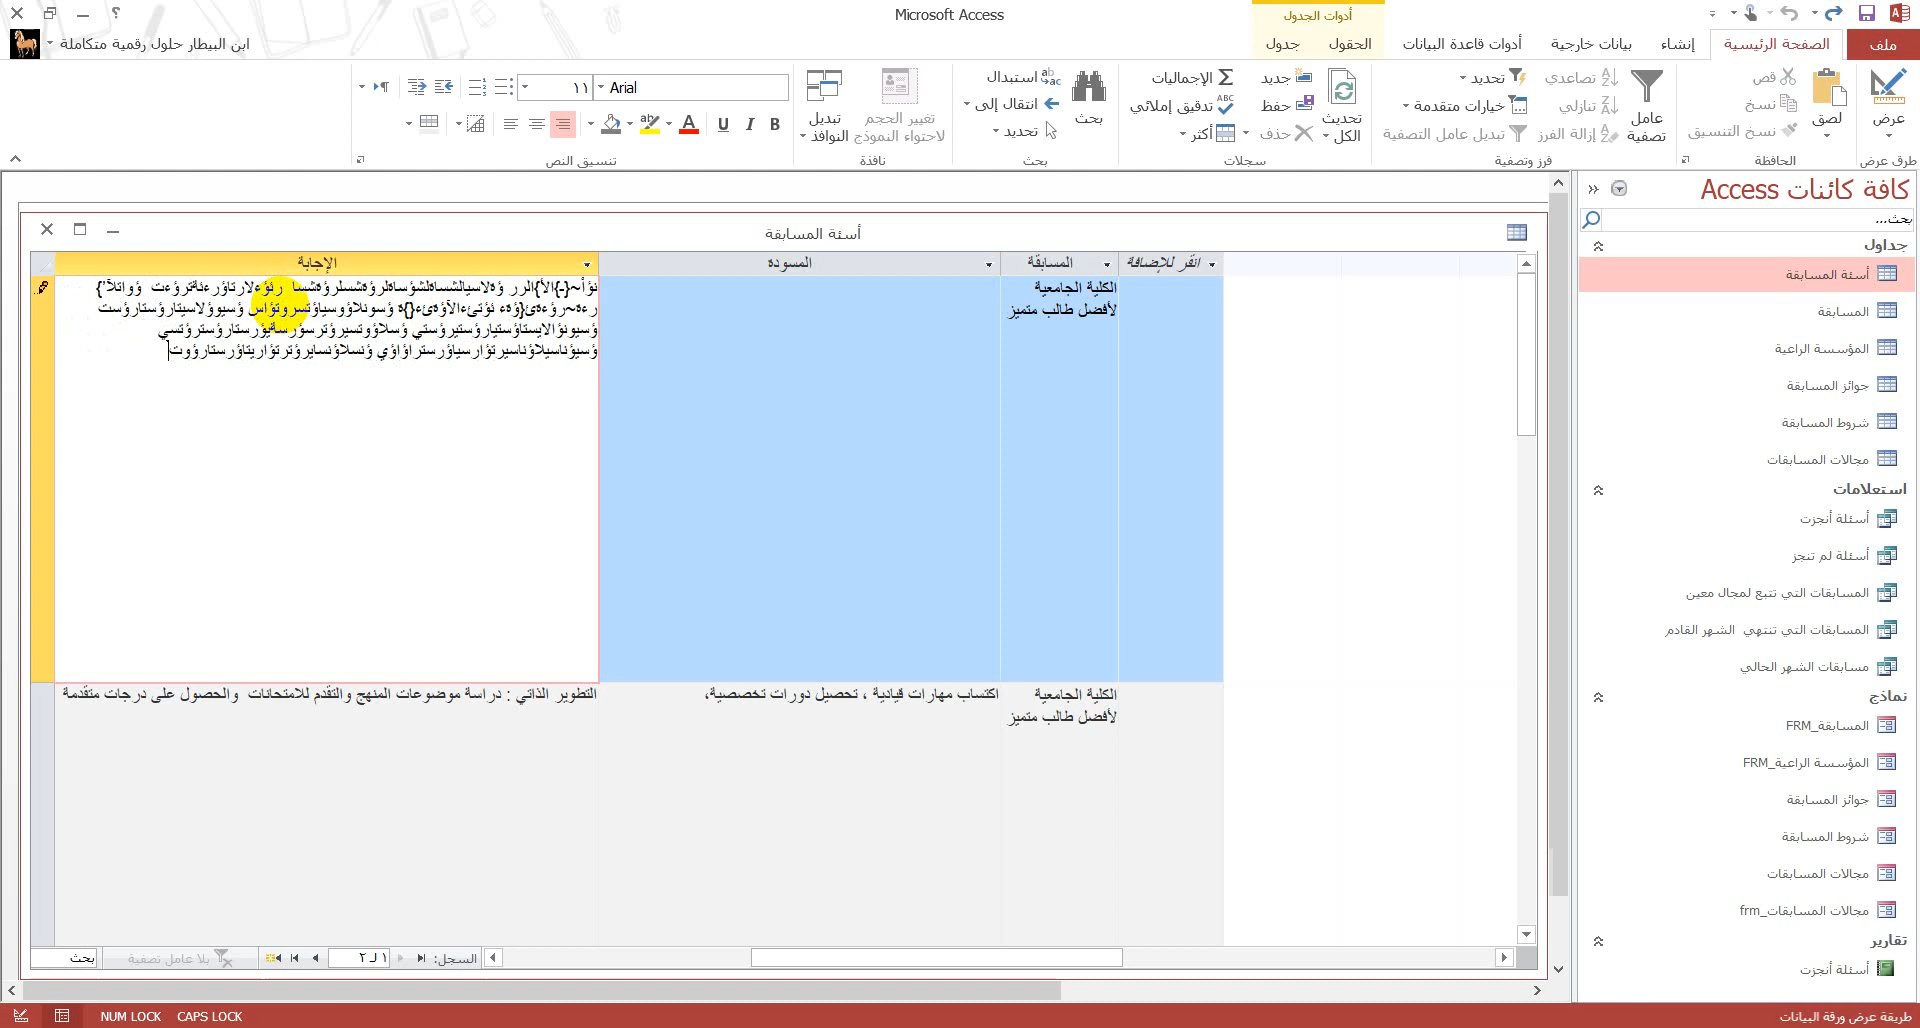 Microsoft Access
أدوات الجدول
ملف
الصفحة الرئيسية
إنشاء
بيانات خارجية
أدوات قاعدة البيانات
الحقول
جدول
ابن البيطار حلول رقمية متكاملة
عرض
طرق عرض
لصق
قص
نسخ
نسخ التنسيق
الحافظة
عامل تصفية
تصاعدي
تنازلي
إزالة الفرز
تحديد
خيارات متقدمة
تبديل عامل التصفية
فرز وتصفية
تحديث الكل
جديد
حفظ
حذف
الإجماليات
تدقيق إملائي
أكثر
سجلات
بحث
استبدال
انتقال إلى
تحديد
بحث
تغيير الحجم
لاحتواء النموذج
تبديل
النوافذ
نافذة
Arial
١١
B I U
تنسيق النص
كافة كائنات Access
بحث...
جداول
أسئة المسابقة
المسابقة
المؤسسة الراعية
جوائز المسابقة
شروط المسابقة
مجالات المسابقات
استعلامات
أسئلة أنجزت
أسئلة لم تنجز
المسابقات التي تتبع لمجال معين
المسابقات التي تنتهي الشهر القادم
مسابقات الشهر الحالي
نماذج
المسابقة_FRM
المؤسسة الراعية_FRM
جوائز المسابقة
شروط المسابقة
مجالات المسابقات
مجالات المسابقات_frm
تقارير
أسئلة أنجزت
أسئة المسابقة
انقر للإضافة
المسابقة
المسودة
الإجابة
الكلية الجامعية
لأفضل طالب متميز
الكلية الجامعية
لأفضل طالب متميز
اكتساب مهارات قيادية ، تحصيل دورات تخصصية،
التطوير الذاتي : دراسة موضوعات المنهج والتقدم للامتحانات والحصول على درجات متقدمة
السجل:
١ لـ ٢
بلا عامل تصفية
بحث
طريقة عرض ورقة البيانات
NUM LOCK
CAPS LOCK